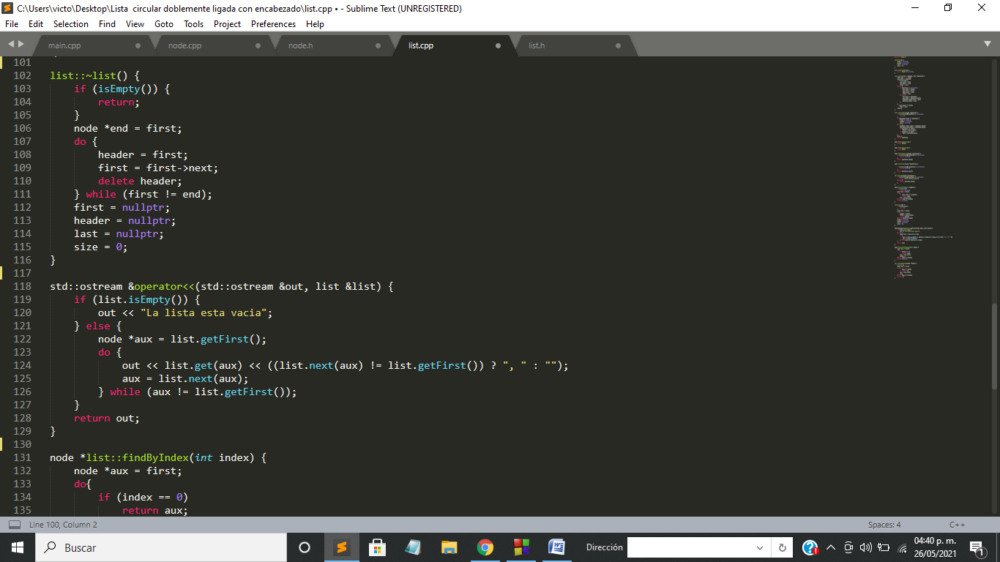 C:\Users\victo\Desktop\Lista  circular doblemente ligada con encabezado\list.cpp • - Sublime Text (UNREGISTERED)
File Edit Selection Find View Goto Tools Project Preferences Help
main.cpp node.cpp node.h list.cpp list.h
101
102 list::~list() {
103     if (isEmpty()) {
104         return;
105     }
106     node *end = first;
107     do {
108         header = first;
109         first = first->next;
110         delete header;
111     } while (first != end);
112     first = nullptr;
113     header = nullptr;
114     last = nullptr;
115     size = 0;
116 }
117
118 std::ostream &operator<<(std::ostream &out, list &list) {
119     if (list.isEmpty()) {
120         out << "La lista esta vacia";
121     } else {
122         node *aux = list.getFirst();
123         do {
124             out << list.get(aux) << ((list.next(aux) != list.getFirst()) ? ", " : "");
125             aux = list.next(aux);
126         } while (aux != list.getFirst());
127     }
128     return out;
129 }
130
131 node *list::findByIndex(int index) {
132     node *aux = first;
133     do{
134         if (index == 0)
135             return aux;
Line 100, Column 2 Spaces: 4 C++
Buscar Dirección 04:40 p. m.
26/05/2021 1